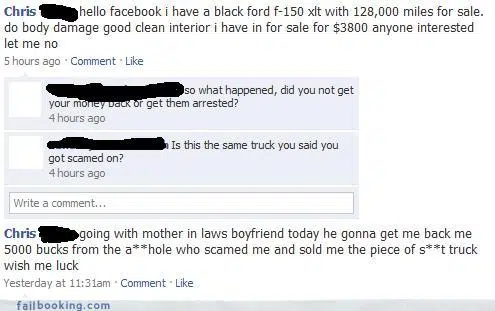 Chris hello facebook i have a black ford f-150 xlt with 128,000 miles for sale.
do body damage good clean interior i have in for sale for $3800 anyone interested
let me no
5 hours ago · Comment · Like
so what happened, did you not get
your money back or get them arrested?
4 hours ago
Is this the same truck you said you
got scamed on?
4 hours ago
Write a comment...
Chris going with mother in laws boyfriend today he gonna get me back me
5000 bucks from the a**hole who scamed me and sold me the piece of s**t truck
wish me luck
Yesterday at 11:31am · Comment · Like
failbooking.com